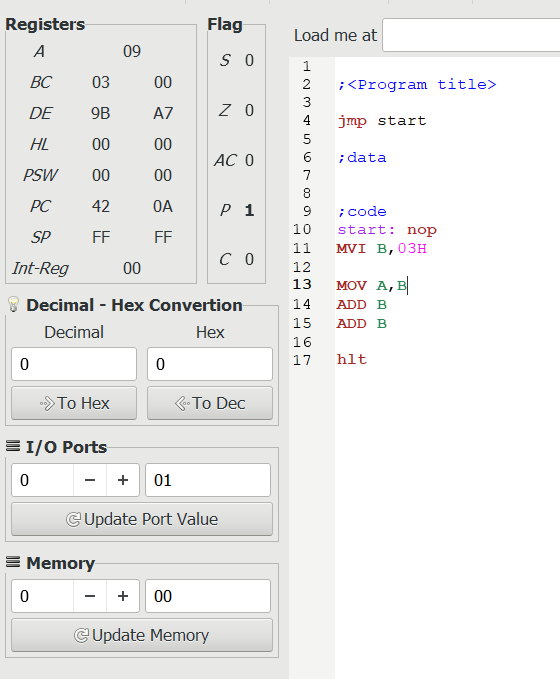 Registers
A 09
BC 03 00
DE 9B A7
HL 00 00
PSW 00 00
PC 42 0A
SP FF FF
Int-Reg 00
Flag
S 0
Z 0
AC 0
P 1
C 0
Decimal - Hex Convertion
Decimal Hex
0 0
To Hex To Dec
I/O Ports
0 − + 01
Update Port Value
Memory
0 − + 00
Update Memory
Load me at
1
2 ;<Program title>
3
4 jmp start
5
6 ;data
7
8
9 ;code
10 start: nop
11 MVI B,03H
12
13 MOV A,B
14 ADD B
15 ADD B
16
17 hlt